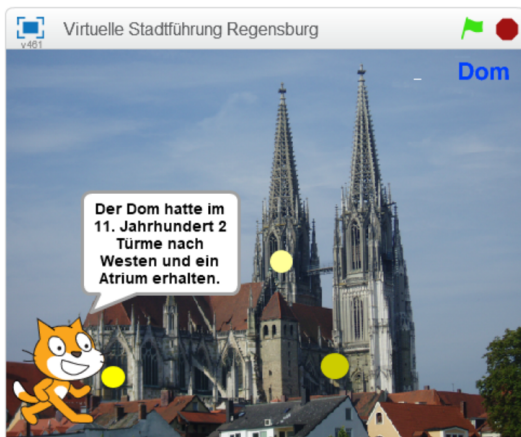 Virtuelle Stadtführung Regensburg
v461
Dom
Der Dom hatte im
11. Jahrhundert 2
Türme nach
Westen und ein
Atrium erhalten.